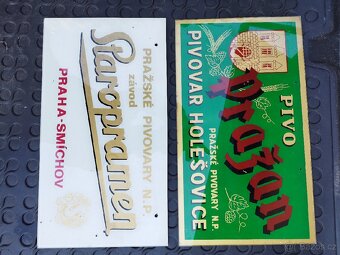 PRAŽSKÉ PIVOVARY N.P.
závod
Staropramen
PRAHA-SMÍCHOV
PIVO
pražan
PRAŽSKÉ PIVOVARY N.P.
PIVOVAR HOLEŠOVICE